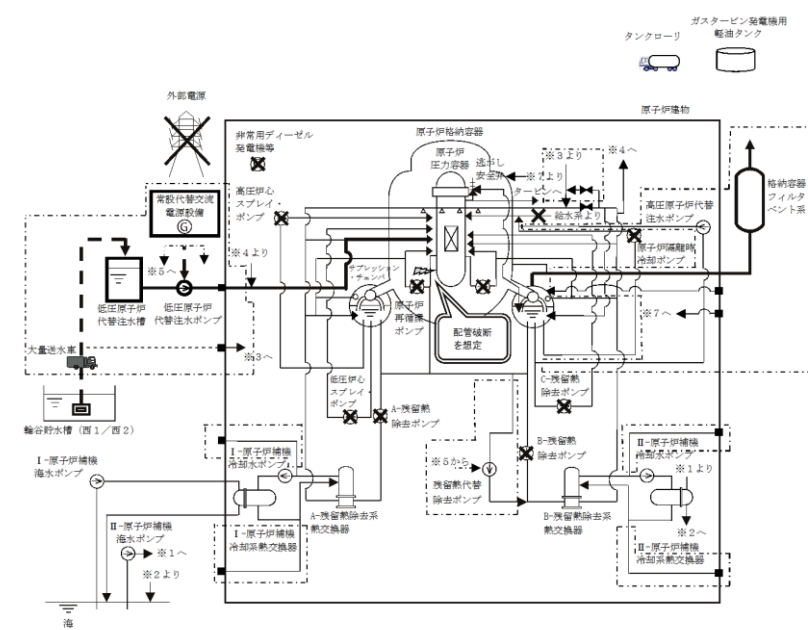 ガスタービン発電機用
軽油タンク
タンクローリ
外部電源
原子炉建物
非常用ディーゼル
発電機等
原子炉格納容器
原子炉
圧力容器
逃がし
安全弁
※7より
タービンへ
※3より
※4へ
給水系より
高圧炉心
スプレイ・
ポンプ
常設代替交流
電源設備
G
高圧原子炉代替
注水ポンプ
原子炉隔離時
冷却ポンプ
格納容器
フィルタ
ベント系
※4より
※5へ
サプレッション
・チェンバ
低圧原子炉
代替注水槽
低圧原子炉
代替注水ポンプ
原子炉
再循環
ポンプ
配管破断
を想定
※7へ
※3へ
大量送水車
低圧炉心
スプレイ・
ポンプ
A-残留熱
除去ポンプ
C-残留熱
除去ポンプ
輪谷貯水槽(西1/西2)
B-残留熱
除去ポンプ
※5から
残留熱代替
除去ポンプ
Ⅰ-原子炉補機
海水ポンプ
Ⅰ-原子炉補機
冷却水ポンプ
Ⅱ-原子炉補機
冷却水ポンプ
※1より
※2へ
Ⅱ-原子炉補機
海水ポンプ
※1へ
※2より
Ⅰ-原子炉補機
冷却系熱交換器
A-残留熱除去系
熱交換器
B-残留熱除去系
熱交換器
Ⅱ-原子炉補機
冷却系熱交換器
海